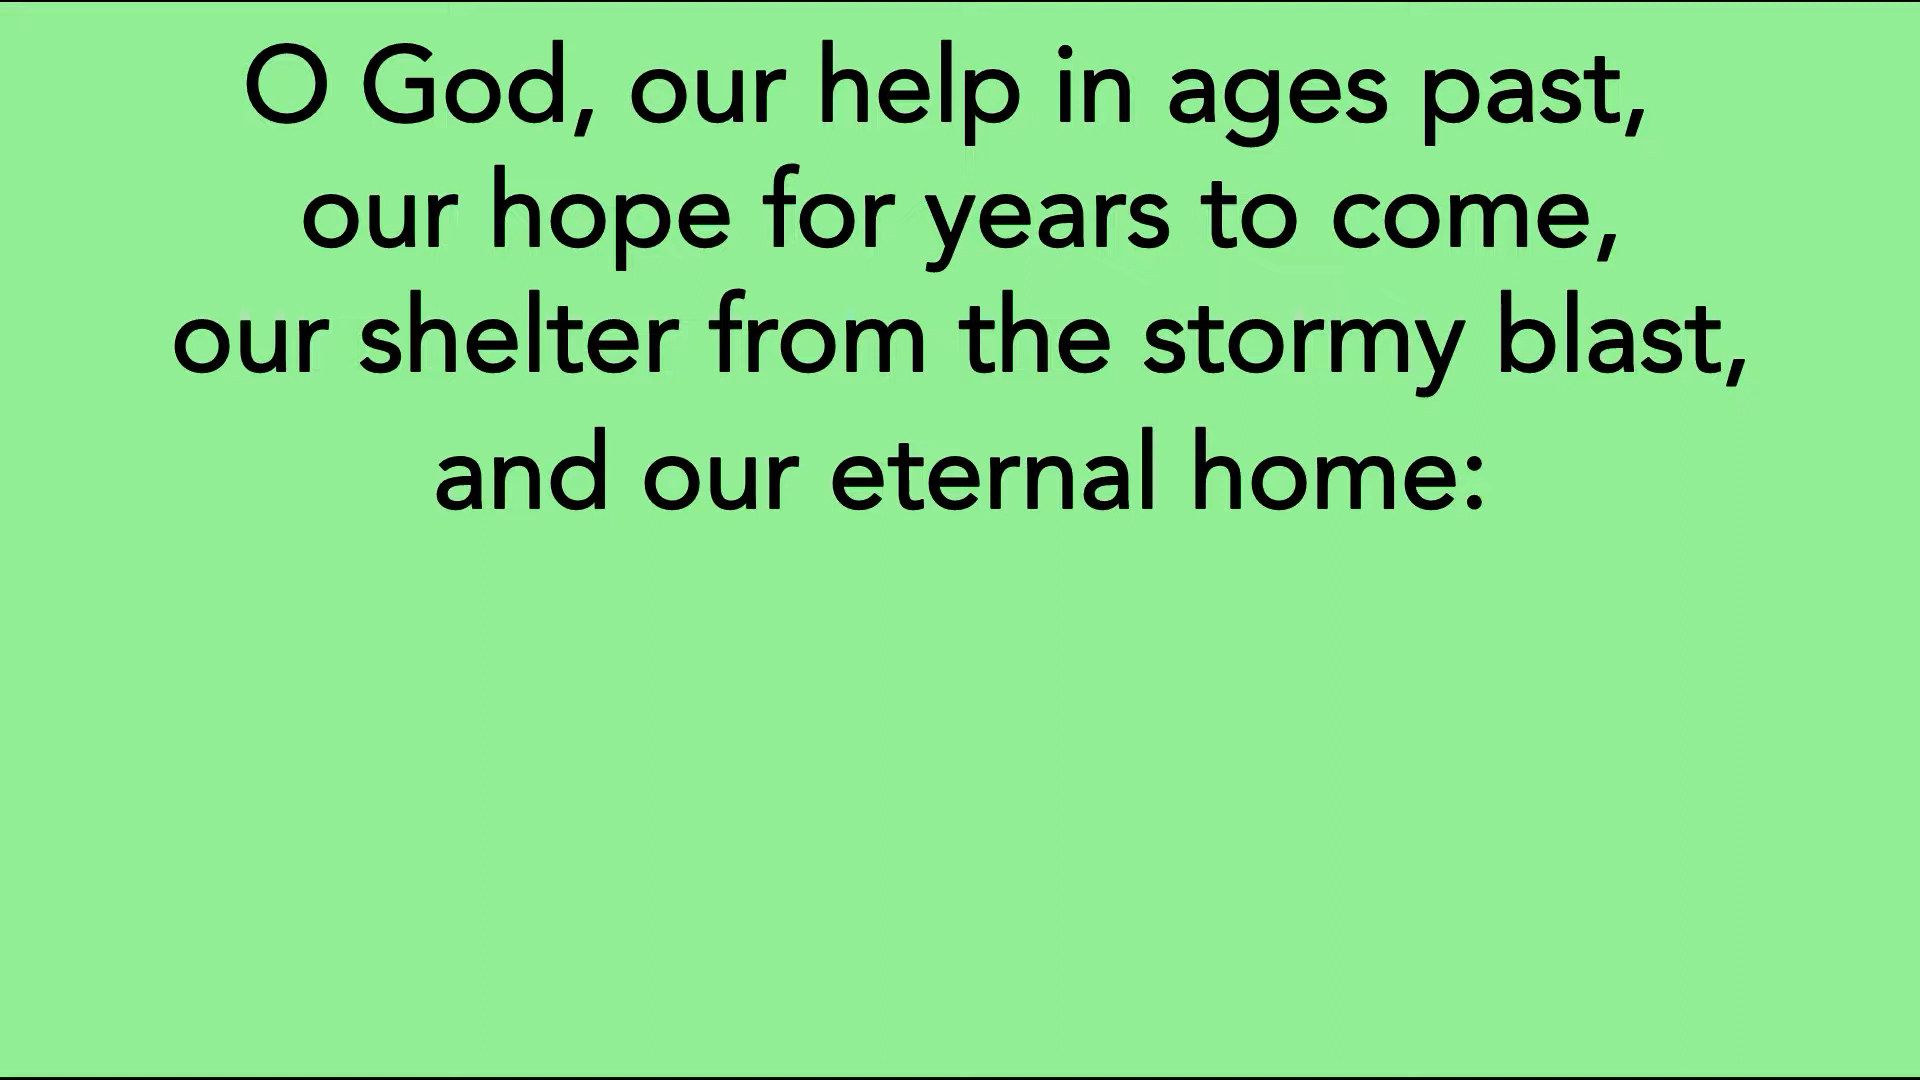 O God, our help in ages past,
our hope for years to come,
our shelter from the stormy blast,
and our eternal home: